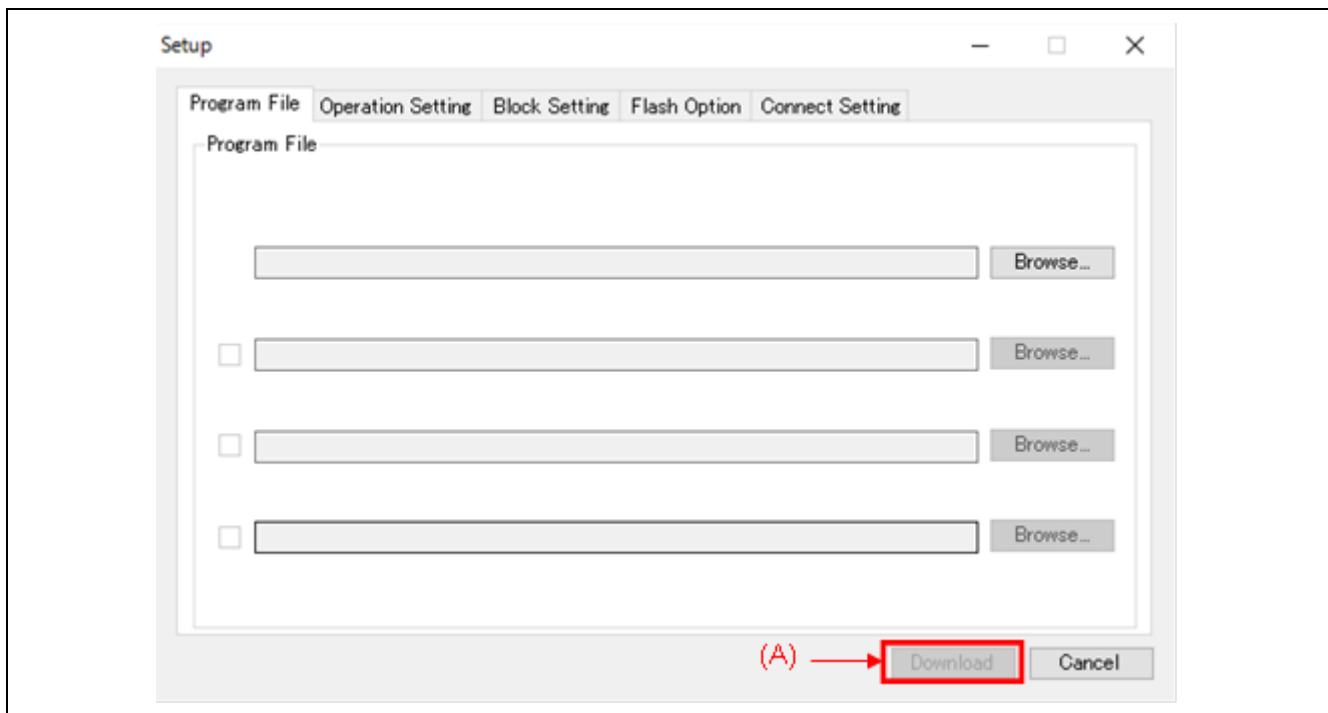 Setup
Program File Operation Setting Block Setting Flash Option Connect Setting
Program File
Browse...
Browse...
Browse...
Browse...
(A) Download Cancel